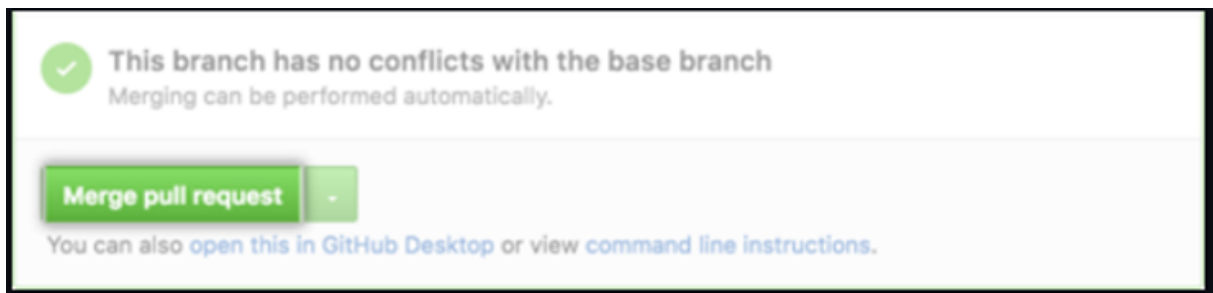 This branch has no conflicts with the base branch
Merging can be performed automatically.
Merge pull request
You can also open this in GitHub Desktop or view command line instructions.